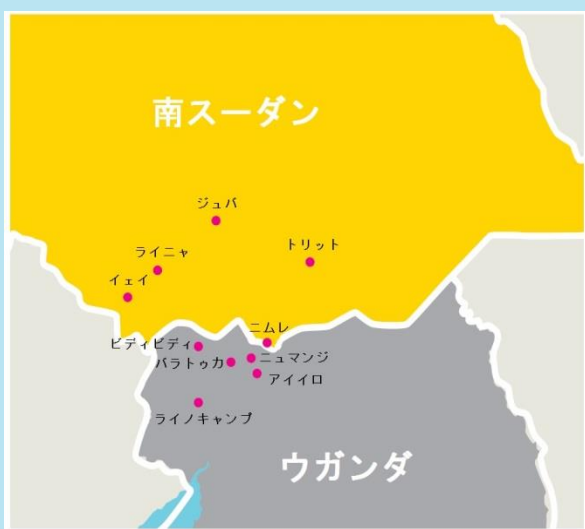 南スーダン
ジュバ
トリット
ライニャ
イェイ
ニムレ
ビディビディ
ニュマンジ
パラトゥカ
アイイロ
ライノキャンプ
ウガンダ